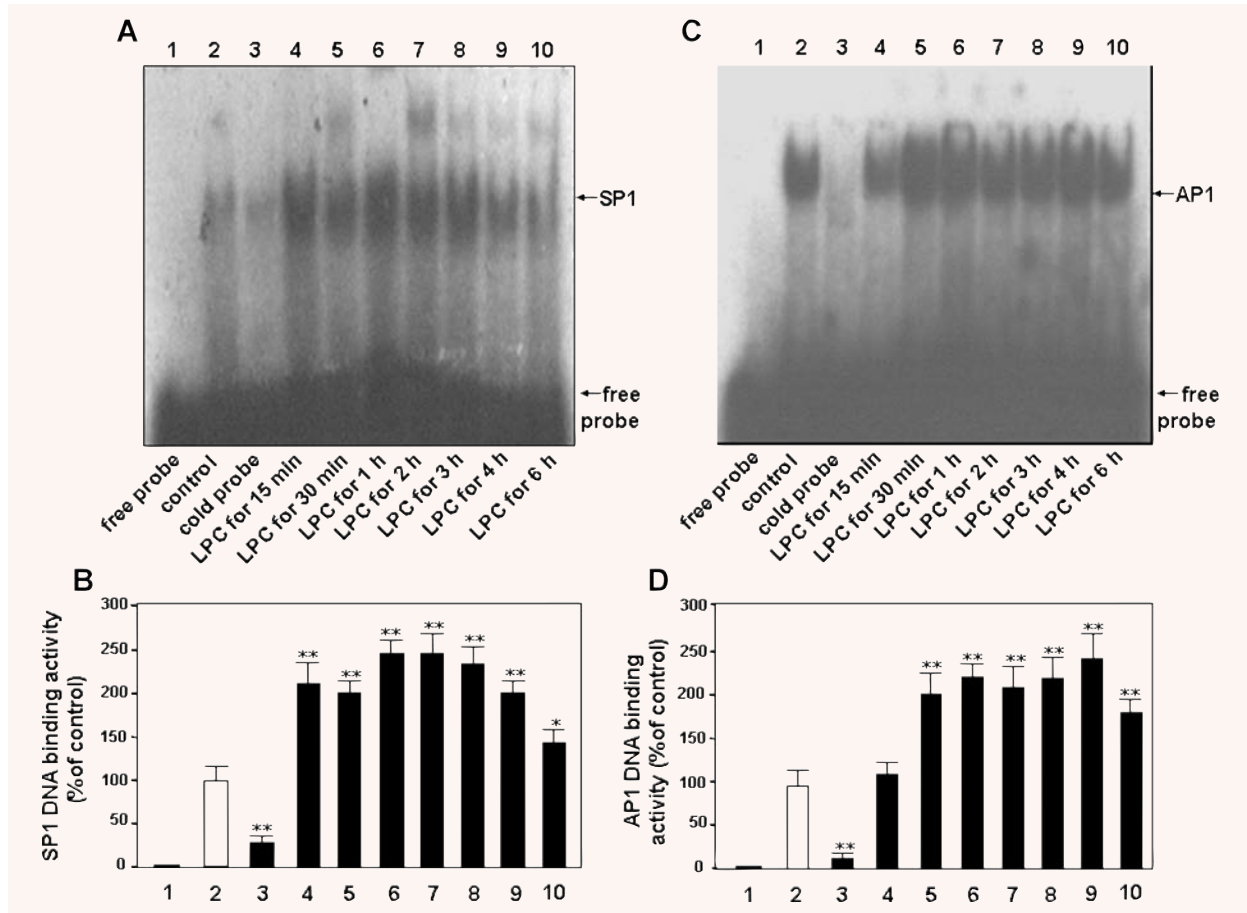 A
1 2 3 4 5 6 7 8 9 10
←SP1
←free
probe
free probe
control
cold probe
LPC for 15 min
LPC for 30 min
LPC for 1 h
LPC for 2 h
LPC for 3 h
LPC for 4 h
LPC for 6 h
C
1 2 3 4 5 6 7 8 9 10
←AP1
←free
probe
free probe
control
cold probe
LPC for 15 min
LPC for 30 min
LPC for 1 h
LPC for 2 h
LPC for 3 h
LPC for 4 h
LPC for 6 h
B
SP1 DNA binding activity
(%of control)
300
250
200
150
100
50
0
** ** ** ** ** ** ** *
1 2 3 4 5 6 7 8 9 10
D
AP1 DNA binding
activity (%of control)
300
250
200
150
100
50
0
** ** ** ** ** ** **
1 2 3 4 5 6 7 8 9 10